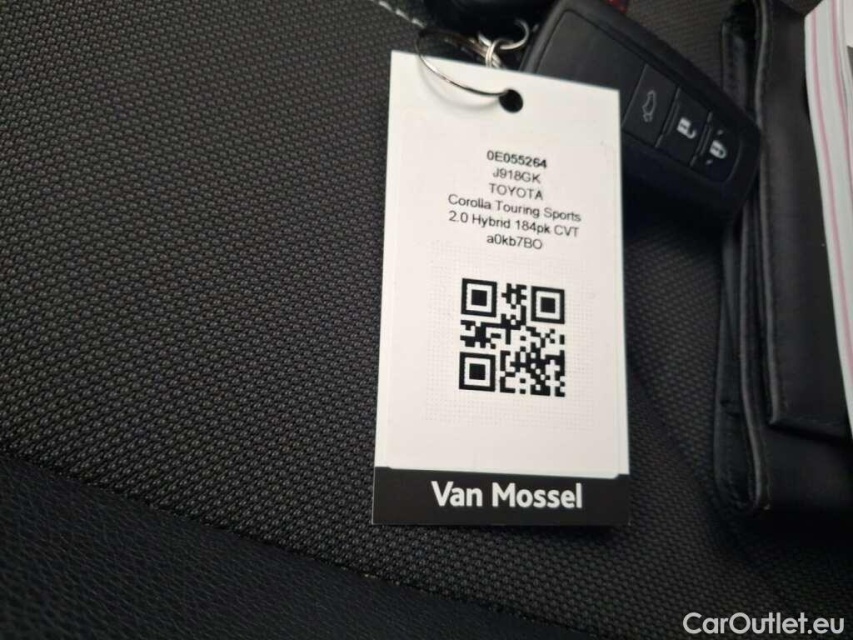 0E055264
J918GK
TOYOTA
Corolla Touring Sports
2.0 Hybrid 184pk CVT
a0kb7BO
Van Mossel
CarOutlet.eu